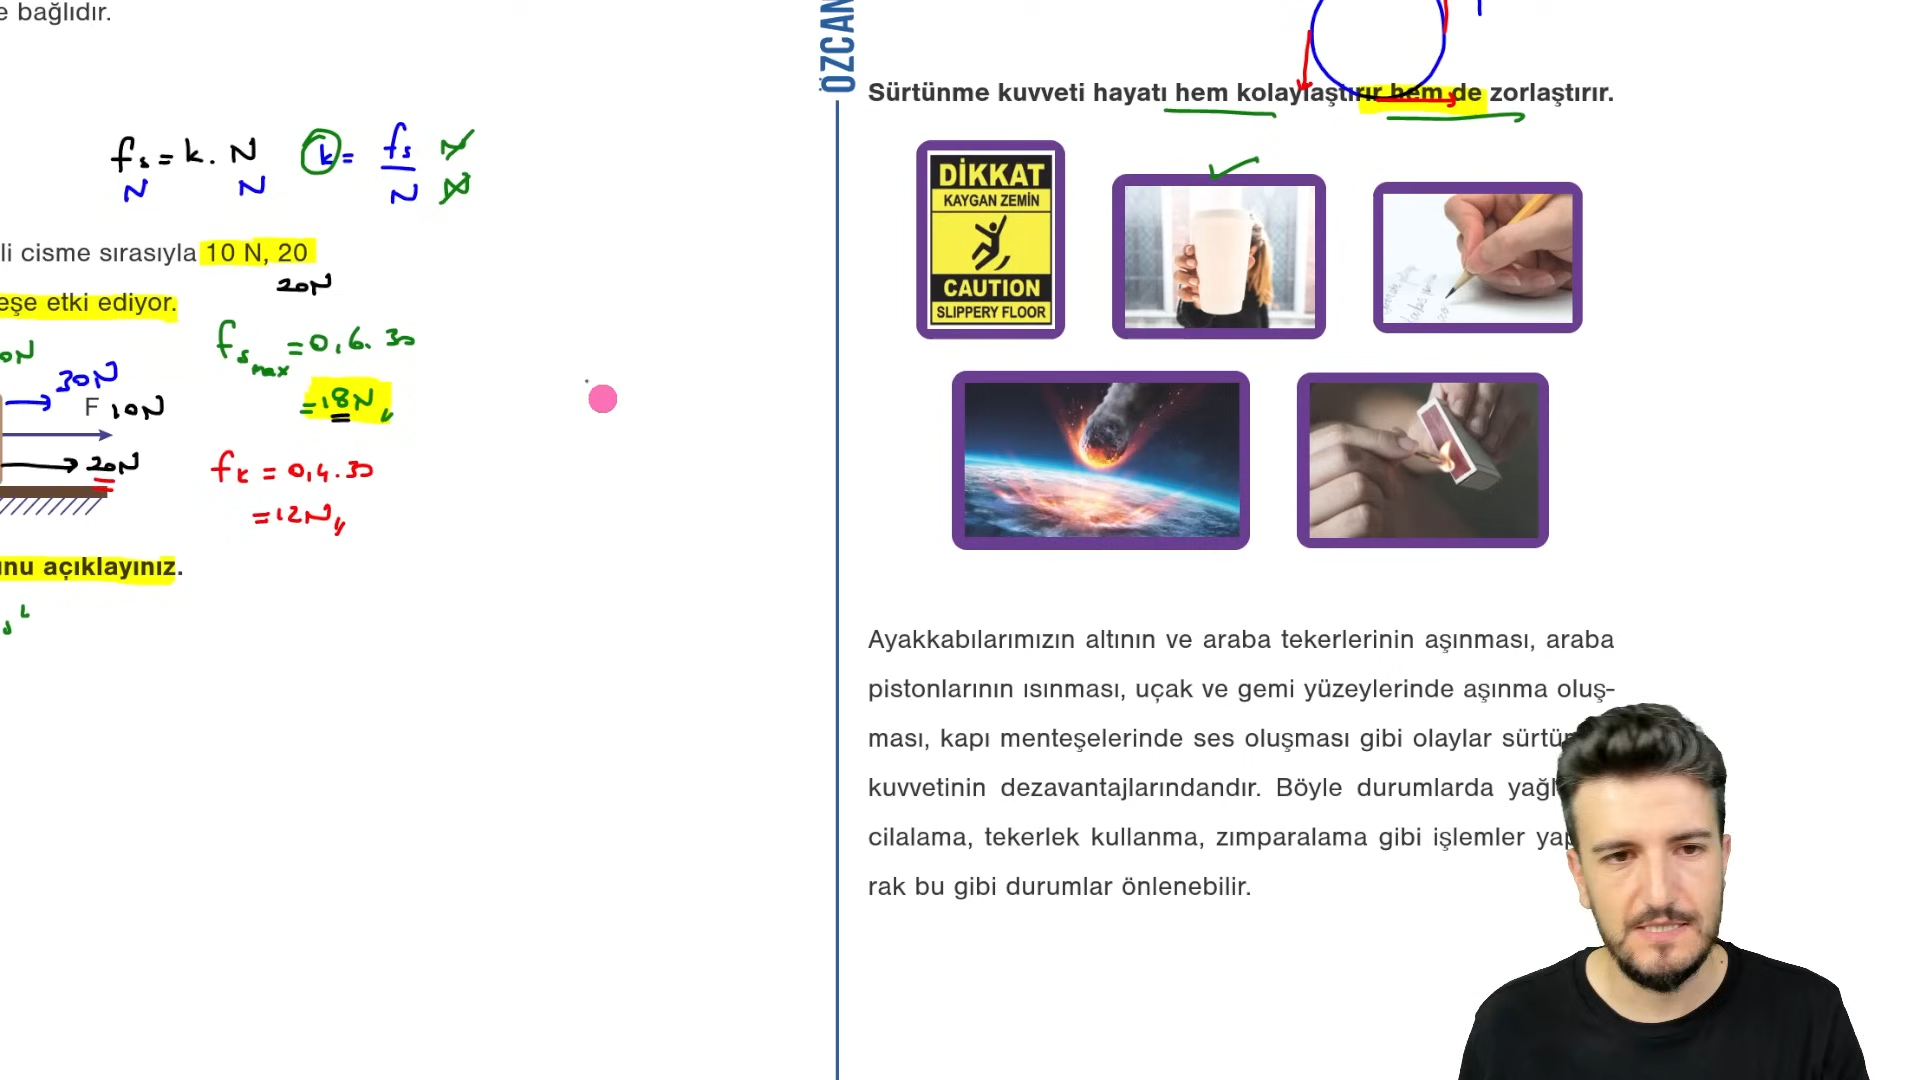 e bağlıdır.
fs = k . N
N N
k = fs N
N N
li cisme sırasıyla 10 N, 20
20N
eşe etki ediyor.
fs max = 0,6. 30
= 18N
30N
F 10N
20N
fk = 0,4.30
= 12N
unu açıklayınız.
ÖZCAN
Sürtünme kuvveti hayatı hem kolaylaştırır hem de zorlaştırır.
DİKKAT
KAYGAN ZEMİN
CAUTION
SLIPPERY FLOOR
Ayakkabılarımızın altının ve araba tekerlerinin aşınması, araba
pistonlarının ısınması, uçak ve gemi yüzeylerinde aşınma oluş-
ması, kapı menteşelerinde ses oluşması gibi olaylar sürtün
kuvvetinin dezavantajlarındandır. Böyle durumlarda yağl
cilalama, tekerlek kullanma, zımparalama gibi işlemler yap
rak bu gibi durumlar önlenebilir.